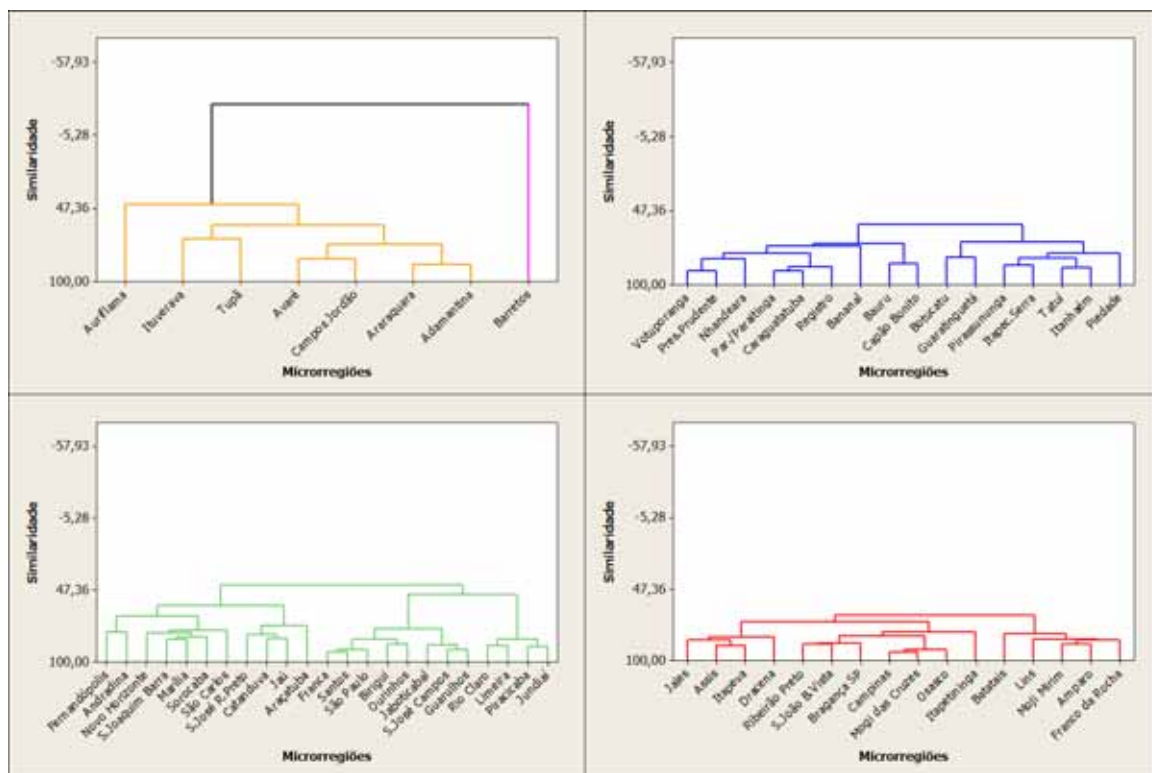 Similaridade
-57,93
-5,28
47,36
100,00
Auriflama
Ituverava
Tupã
Avaré
Campos Jordão
Araraquara
Adamantina
Barretos
Microrregiões
Similaridade
-57,93
-5,28
47,36
100,00
Votuporanga
Pres.Prudente
Nhandeara
Par./Paraitinga
Caraguatatuba
Registro
Bananal
Bauru
Capão Bonito
Botucatu
Guaratinguetá
Pirassununga
Itapec.Serra
Tatuí
Itanhaém
Piedade
Microrregiões
Similaridade
-57,93
-5,28
47,36
100,00
Fernandópolis
Andradina
Novo Horizonte
S.Joaquim Barra
Marília
Sorocaba
São Carlos
S.José R.Preto
Catanduva
Jaú
Araçatuba
Franca
Santos
São Paulo
Birigui
Ourinhos
Jaboticabal
S.José Campos
Guarulhos
Rio Claro
Limeira
Piracicaba
Jundiaí
Microrregiões
Similaridade
-57,93
-5,28
47,36
100,00
Jales
Assis
Itapeva
Dracena
Ribeirão Preto
S.João B.Vista
Bragança SP
Campinas
Mogi das Cruzes
Osasco
Itapetininga
Batatais
Lins
Moji Mirim
Amparo
Franco da Rocha
Microrregiões